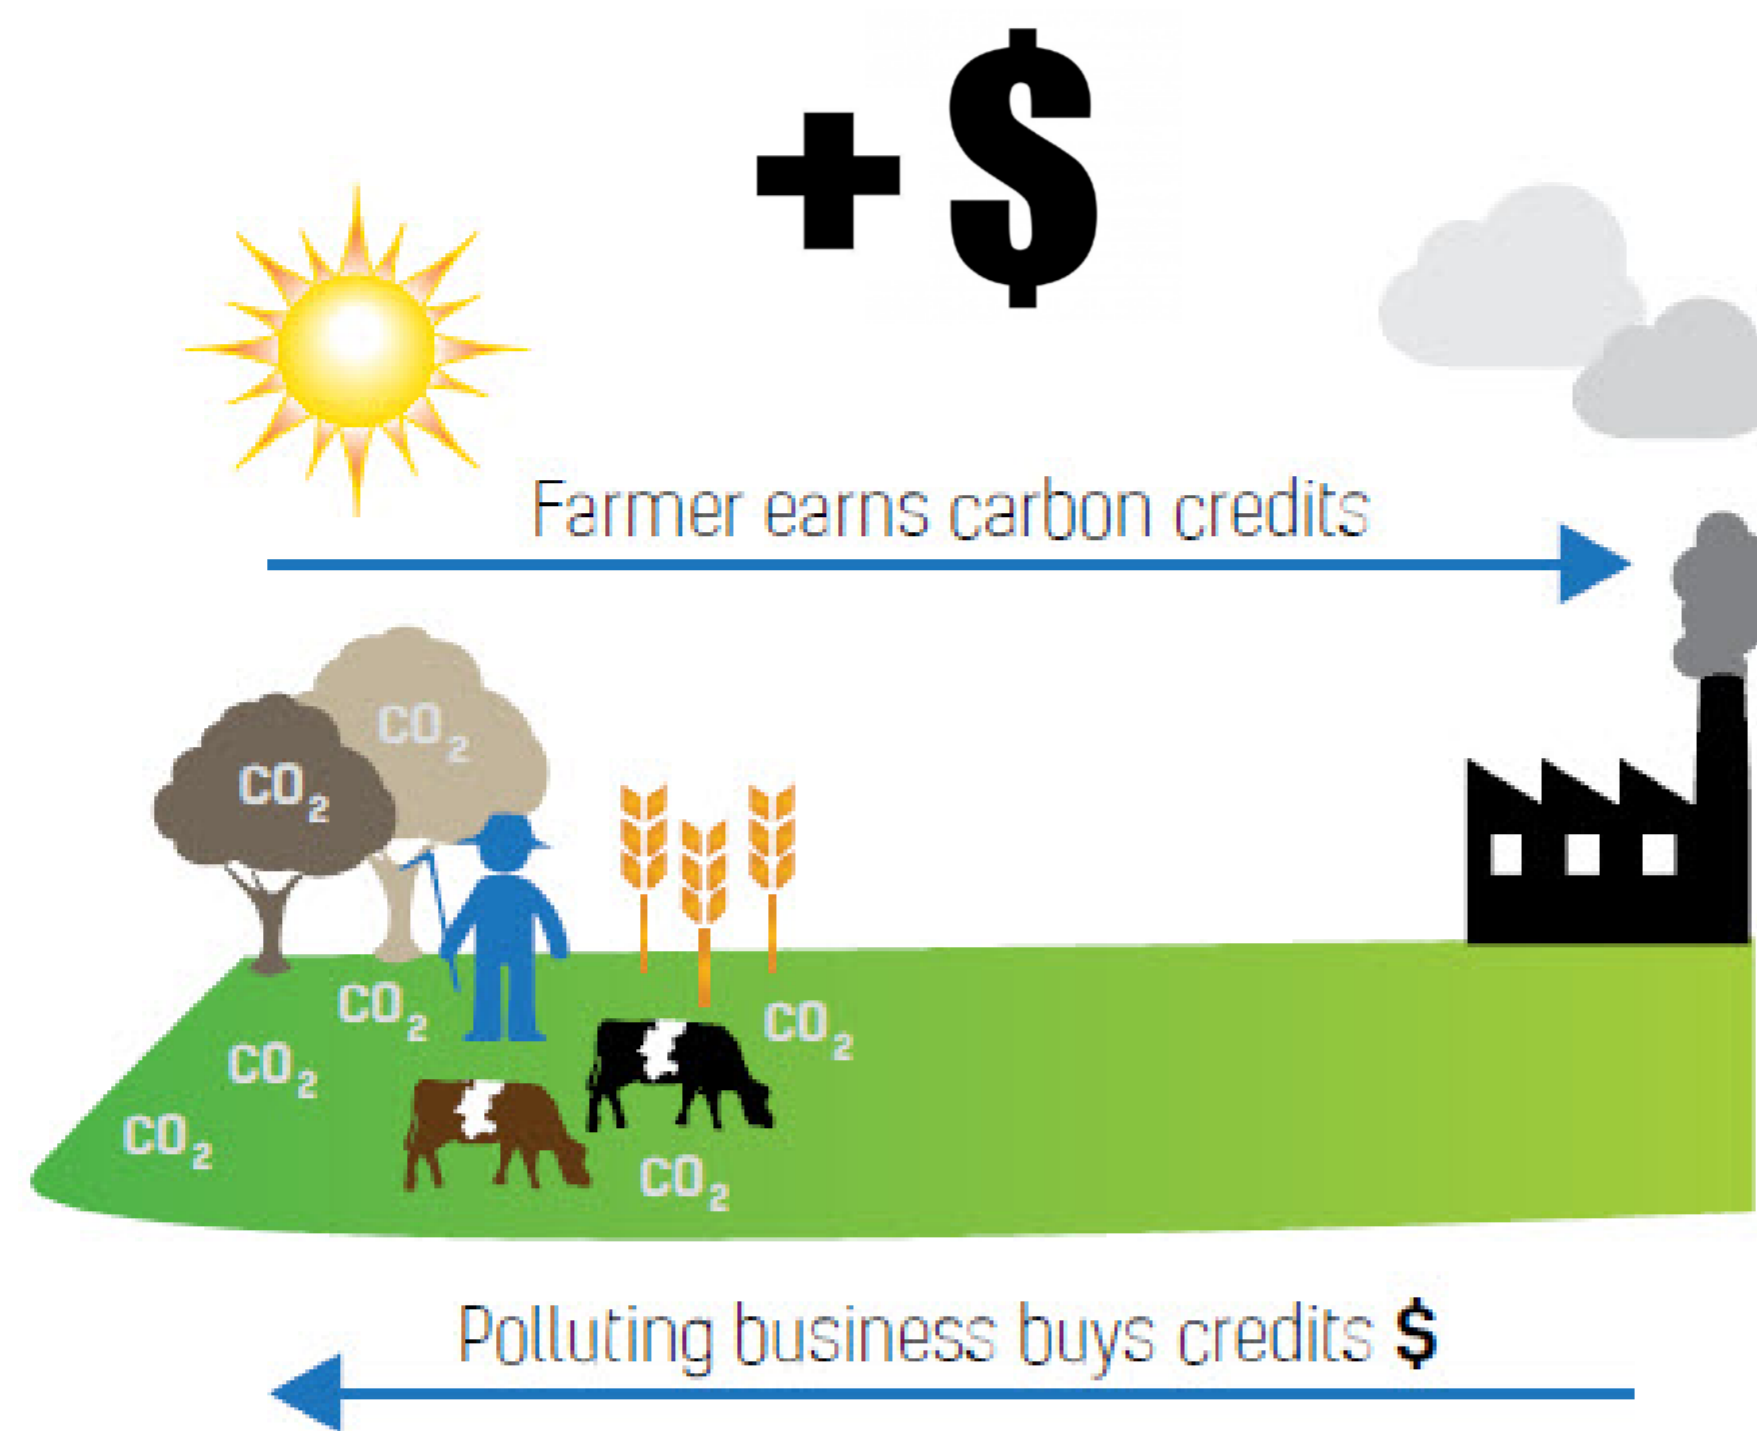 +$
Farmer earns carbon credits
CO₂
CO₂
CO₂
CO₂
CO₂
CO₂
CO₂
Polluting business buys credits $